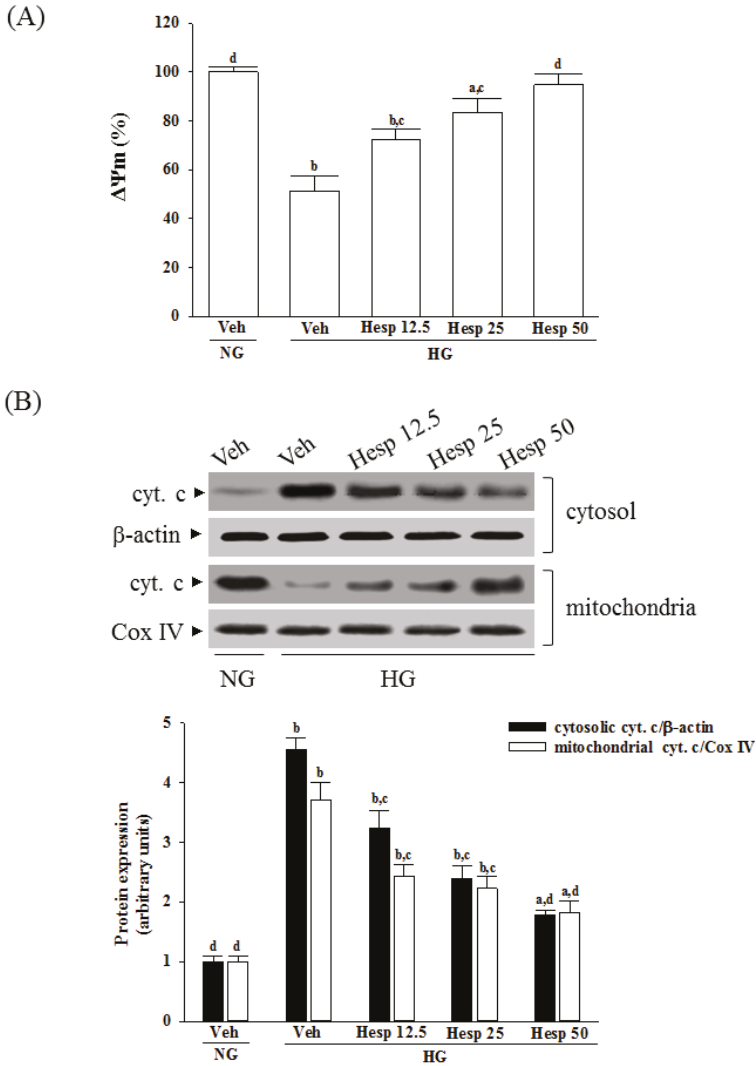 (A)
120
100
80
60
40
20
0
ΔΨm (%)
d
b
b,c
a,c
d
Veh
Veh
Hesp 12.5
Hesp 25
Hesp 50
NG
HG
(B)
Veh
Veh
Hesp 12.5
Hesp 25
Hesp 50
cyt. c
β-actin
cytosol
cyt. c
Cox IV
mitochondria
NG
HG
5
4
3
2
1
0
Protein expression
(arbitrary units)
cytosolic cyt. c/β-actin
mitochondrial cyt. c/Cox IV
d
d
b
b
b,c
b,c
b,c
b,c
a,d
a,d
Veh
Veh
Hesp 12.5
Hesp 25
Hesp 50
NG
HG